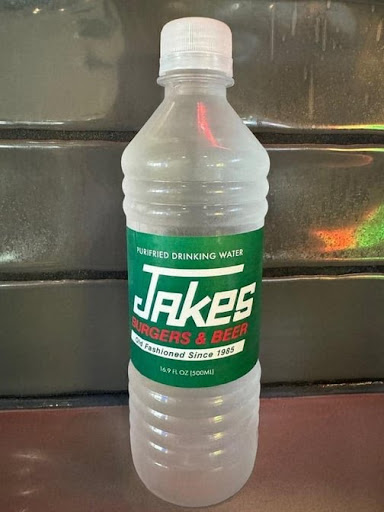 PURIFRIED DRINKING WATER
JAKES
BURGERS & BEER
Old Fashioned Since 1985
16.9 FL OZ [500ML]